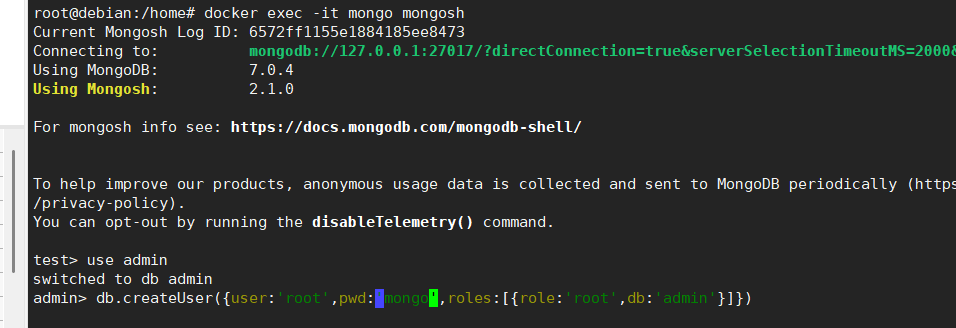 root@debian:/home# docker exec -it mongo mongosh
Current Mongosh Log ID: 6572ff1155e1884185ee8473
Connecting to: mongodb://127.0.0.1:27017/?directConnection=true&serverSelectionTimeoutMS=2000&
Using MongoDB: 7.0.4
Using Mongosh: 2.1.0
For mongosh info see: https://docs.mongodb.com/mongodb-shell/
To help improve our products, anonymous usage data is collected and sent to MongoDB periodically (https
/privacy-policy).
You can opt-out by running the disableTelemetry() command.
test> use admin
switched to db admin
admin> db.createUser({user:'root',pwd:'mongo',roles:[{role:'root',db:'admin'}]})